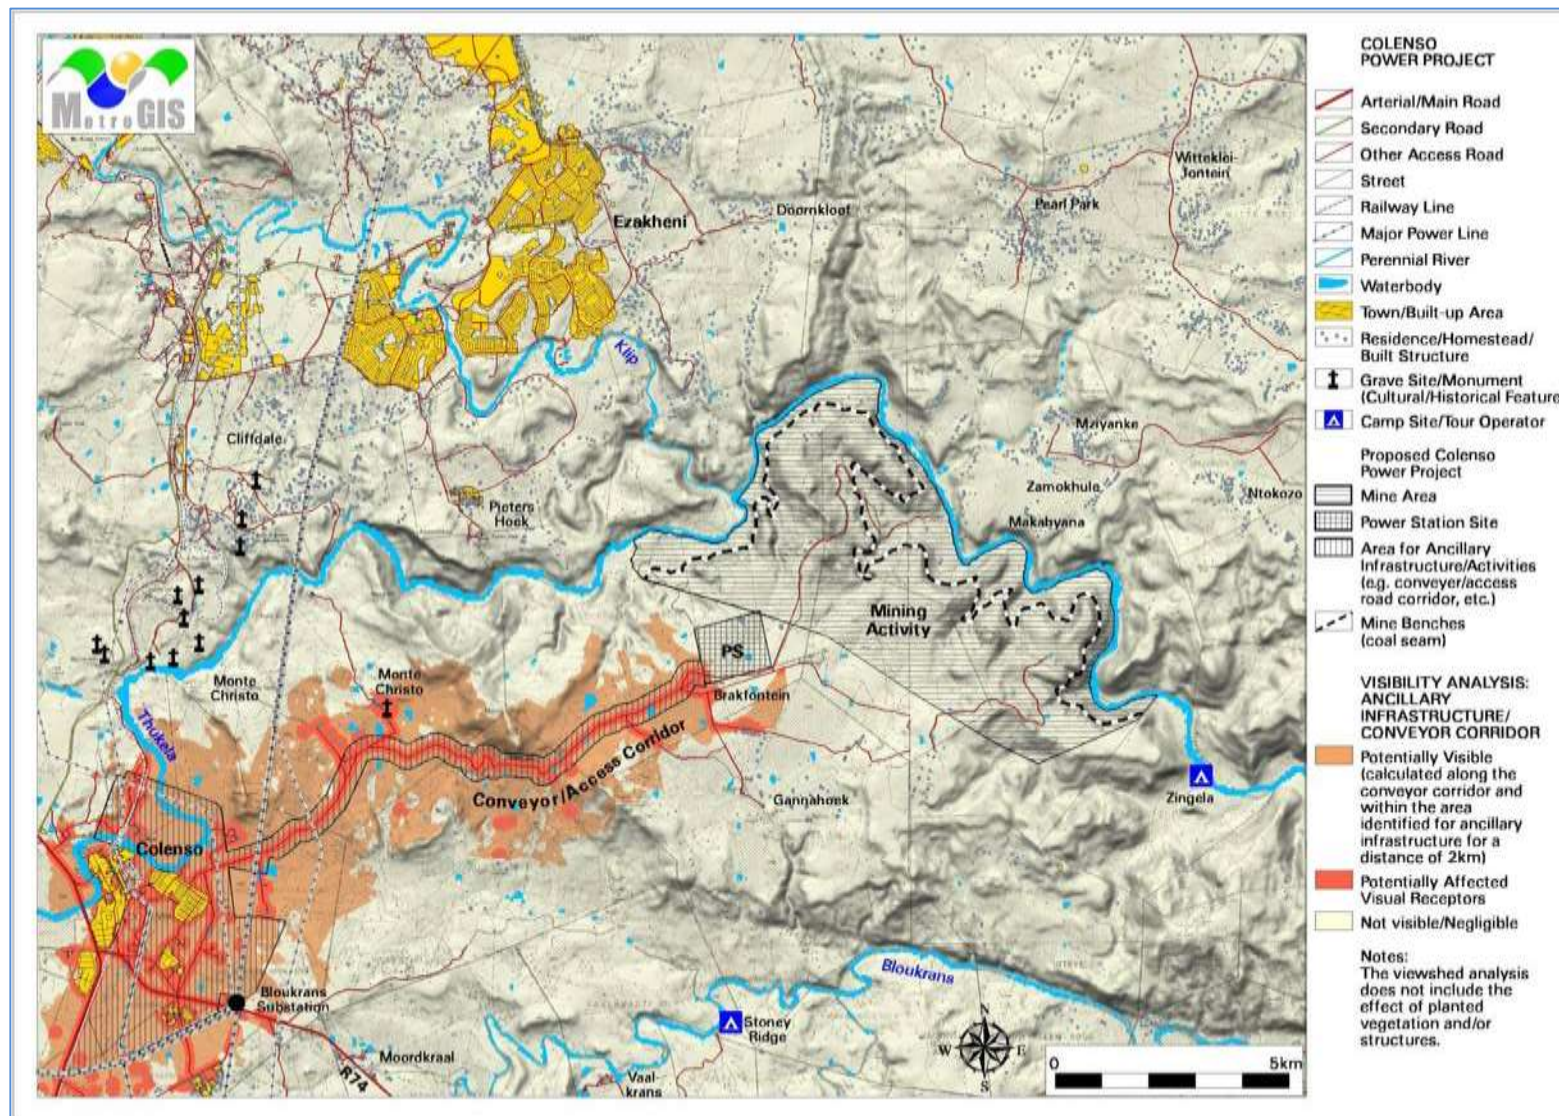 MetroGIS
Ezakheni
Doornkloof
Pearl Park
Witteklei-
fontein
Klip
Cliffdale
Pieters
Hoek
Mziyanke
Zamokhule
Ntokozo
Makabyana
Mining
Activity
PS
Brakfontein
Monte
Christo
Monte
Christo
Thukela
Conveyor/Access Corridor
Gannahoek
Zingela
Colenso
Bloukrans
Substation
Bloukrans
Stoney
Ridge
Moordkraal
R74
Vaal-
krans
N
W
E
S
0
5km
COLENSO
POWER PROJECT
Arterial/Main Road
Secondary Road
Other Access Road
Street
Railway Line
Major Power Line
Perennial River
Waterbody
Town/Built-up Area
Residence/Homestead/
Built Structure
Grave Site/Monument
(Cultural/Historical Feature
Camp Site/Tour Operator
Proposed Colenso
Power Project
Mine Area
Power Station Site
Area for Ancillary
Infrastructure/Activities
(e.g. conveyer/access
road corridor, etc.)
Mine Benches
(coal seam)
VISIBILITY ANALYSIS:
ANCILLARY
INFRASTRUCTURE/
CONVEYOR CORRIDOR
Potentially Visible
(calculated along the
conveyor corridor and
within the area
identified for ancillary
infrastructure for a
distance of 2km)
Potentially Affected
Visual Receptors
Not visible/Negligible
Notes:
The viewshed analysis
does not include the
effect of planted
vegetation and/or
structures.